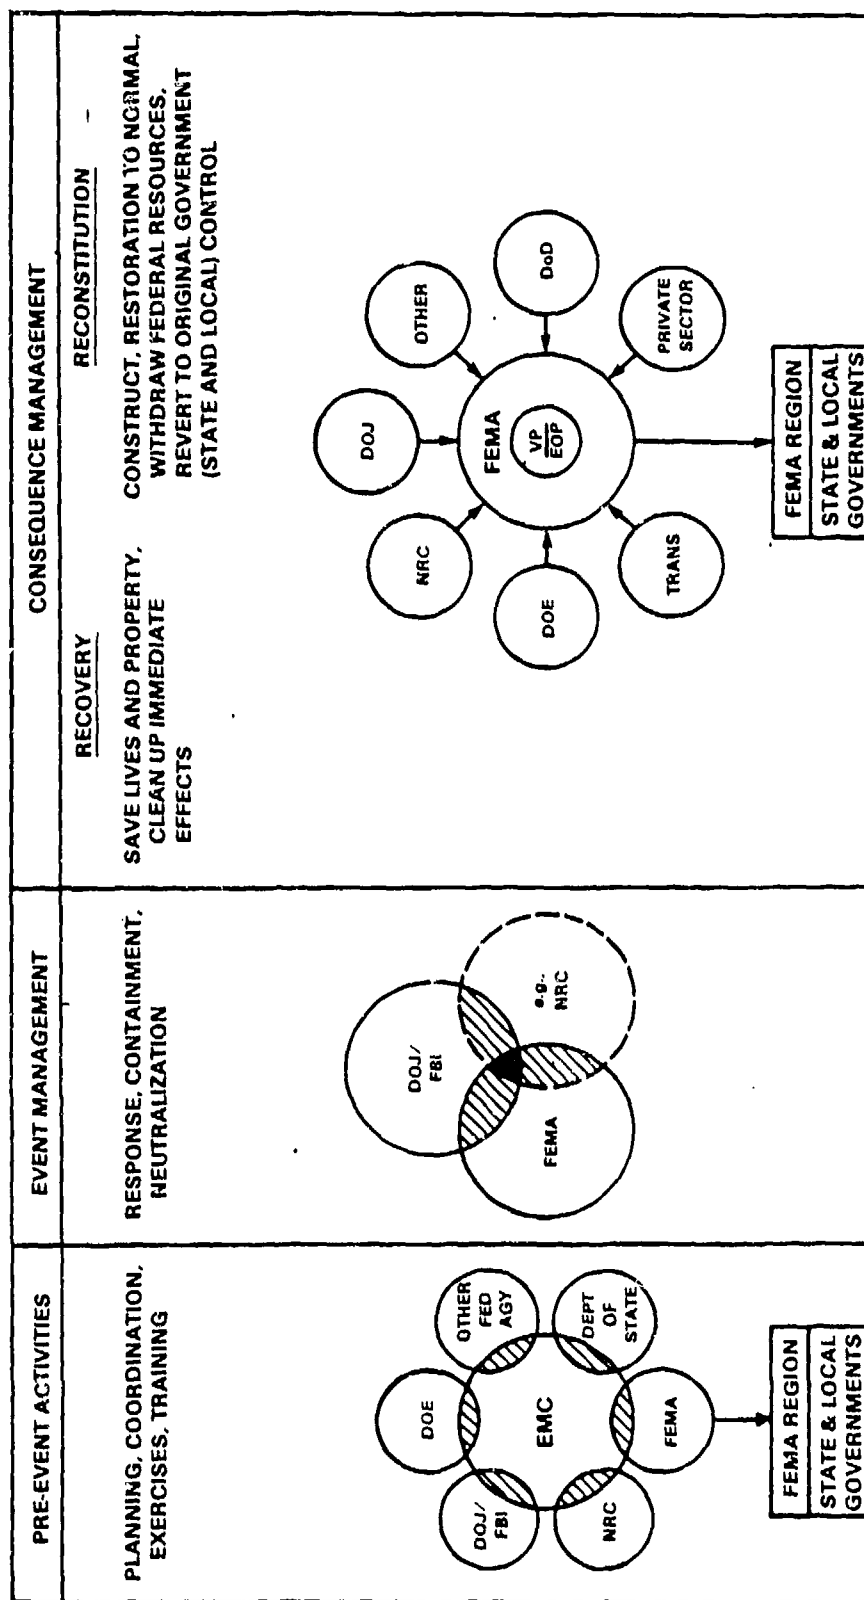 PRE-EVENT ACTIVITIES
PLANNING, COORDINATION,
EXERCISES, TRAINING
DOE
OTHER
FED
AGY
DOJ/
FBI
EMC
DEPT
OF
STATE
NRC
FEMA
FEMA REGION
STATE & LOCAL
GOVERNMENTS
EVENT MANAGEMENT
RESPONSE, CONTAINMENT,
NEUTRALIZATION
DOJ/
FBI
FEMA
e.g.,
NRC
CONSEQUENCE MANAGEMENT
RECOVERY
SAVE LIVES AND PROPERTY,
CLEAN UP IMMEDIATE
EFFECTS
RECONSTITUTION
CONSTRUCT, RESTORATION TO NORMAL,
WITHDRAW FEDERAL RESOURCES,
REVERT TO ORIGINAL GOVERNMENT
(STATE AND LOCAL) CONTROL
DOJ
NRC
OTHER
FEMA
VP
EOP
DOE
DoD
TRANS
PRIVATE
SECTOR
FEMA REGION
STATE & LOCAL
GOVERNMENTS